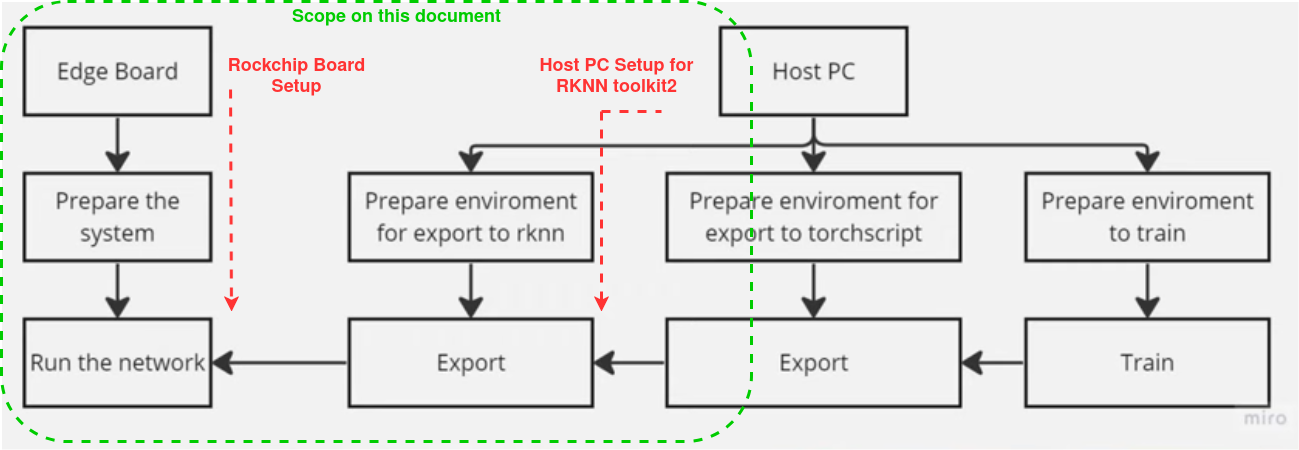 Scope on this document
Edge Board
Rockchip Board
Setup
Host PC Setup for
RKNN toolkit2
Host PC
Prepare the
system
Prepare enviroment
for export to rknn
Prepare enviroment for
export to torchscript
Prepare enviroment
to train
Run the network
Export
Export
Train
miro